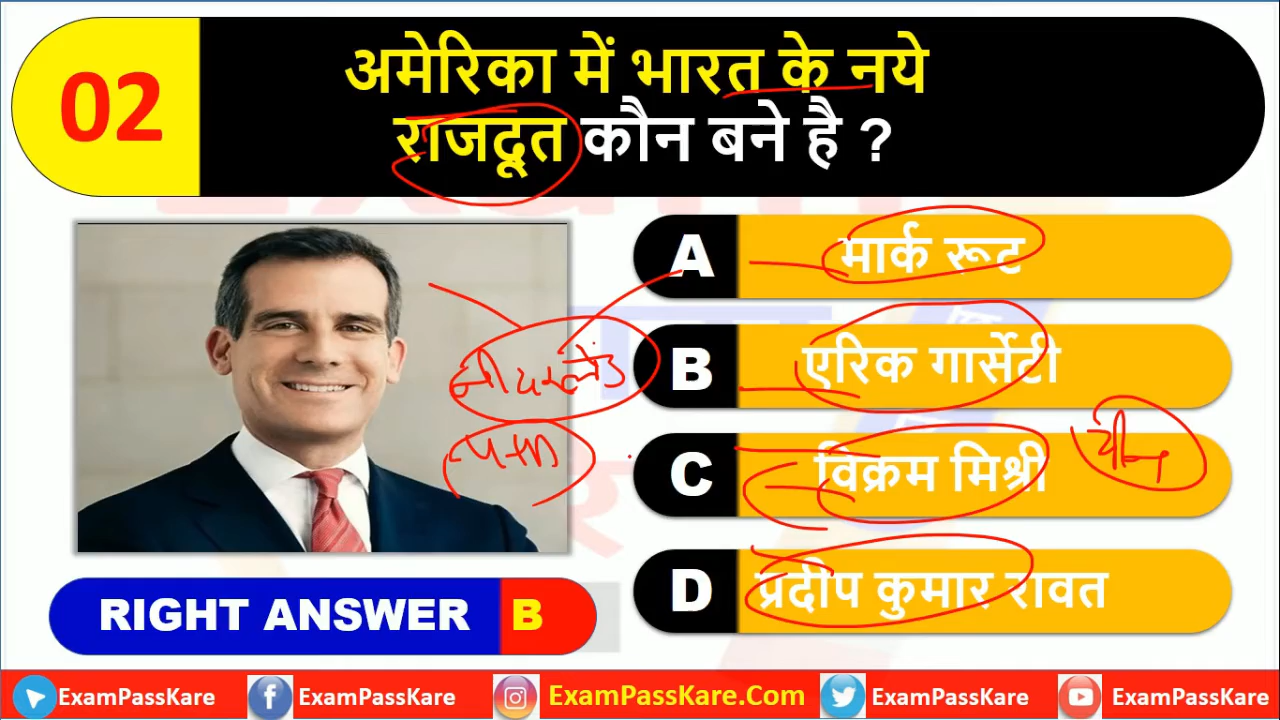 02
अमेरिका में भारत के नये
राजदूत कौन बने है ?
A मार्क रूट
B एरिक गार्सेटी
C विक्रम मिश्री
चीन
D प्रदीप कुमार रावत
RIGHT ANSWER B
ExamPassKare
ExamPassKare
ExamPassKare.Com
ExamPassKare
ExamPassKare